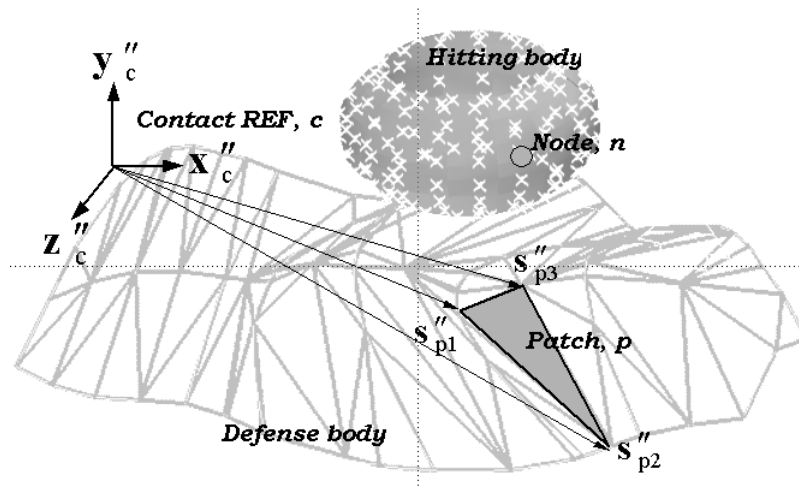 y″c
Hitting body
Contact REF, c
Node, n
x″c
z″c
s″p3
s″p1
Patch, p
Defense body
s″p2